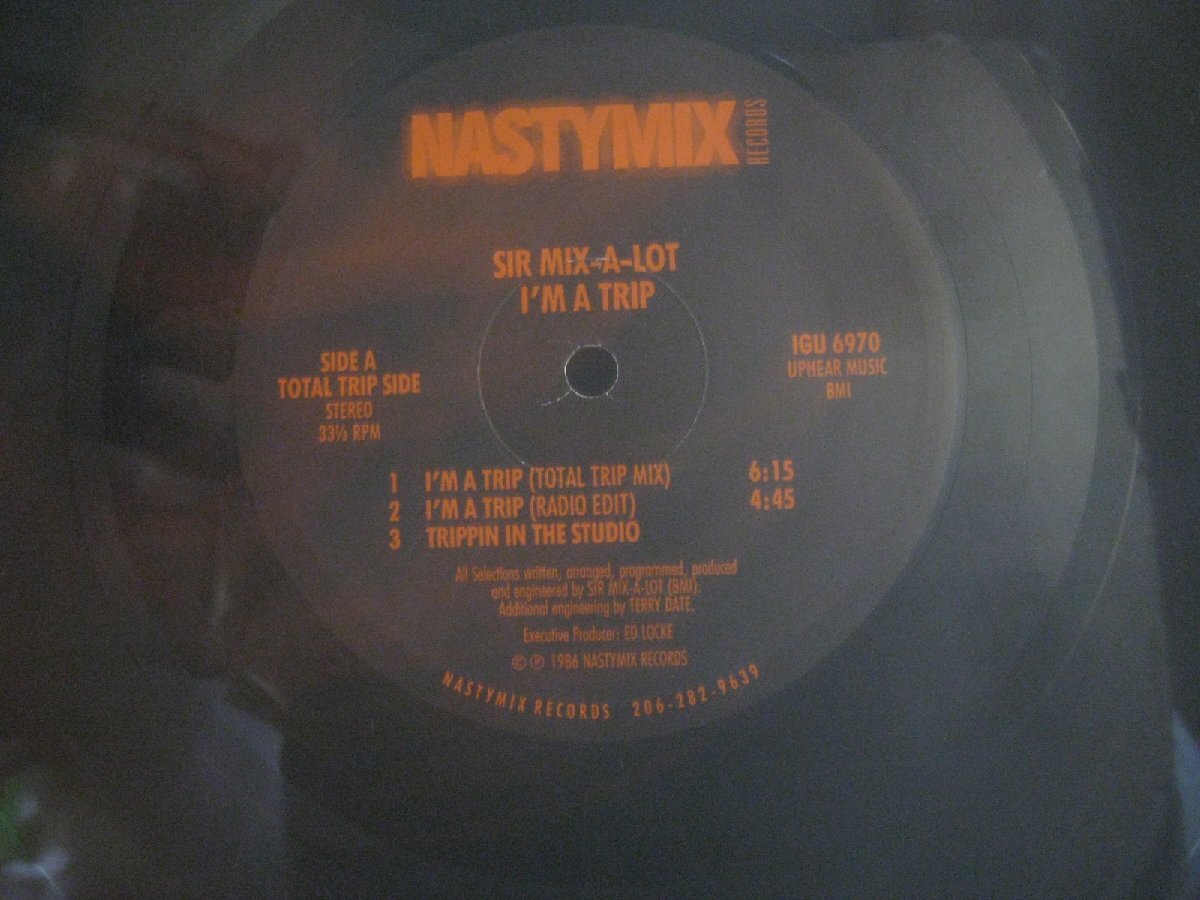 NASTYMIX RECORDS
SIR MIX-A-LOT
I'M A TRIP
SIDE A
TOTAL TRIP SIDE
STEREO
33⅓ RPM
IGU 6970
UPHEAR MUSIC
BMI
1 I'M A TRIP (TOTAL TRIP MIX) 6:15
2 I'M A TRIP (RADIO EDIT) 4:45
3 TRIPPIN IN THE STUDIO
All Selections written, arranged, programmed, produced
and engineered by SIR MIX-A-LOT (BMI).
Additional engineering by TERRY DATE.
Executive Producer: ED LOCKE
© ℗ 1986 NASTYMIX RECORDS
NASTYMIX RECORDS 206-282-9639